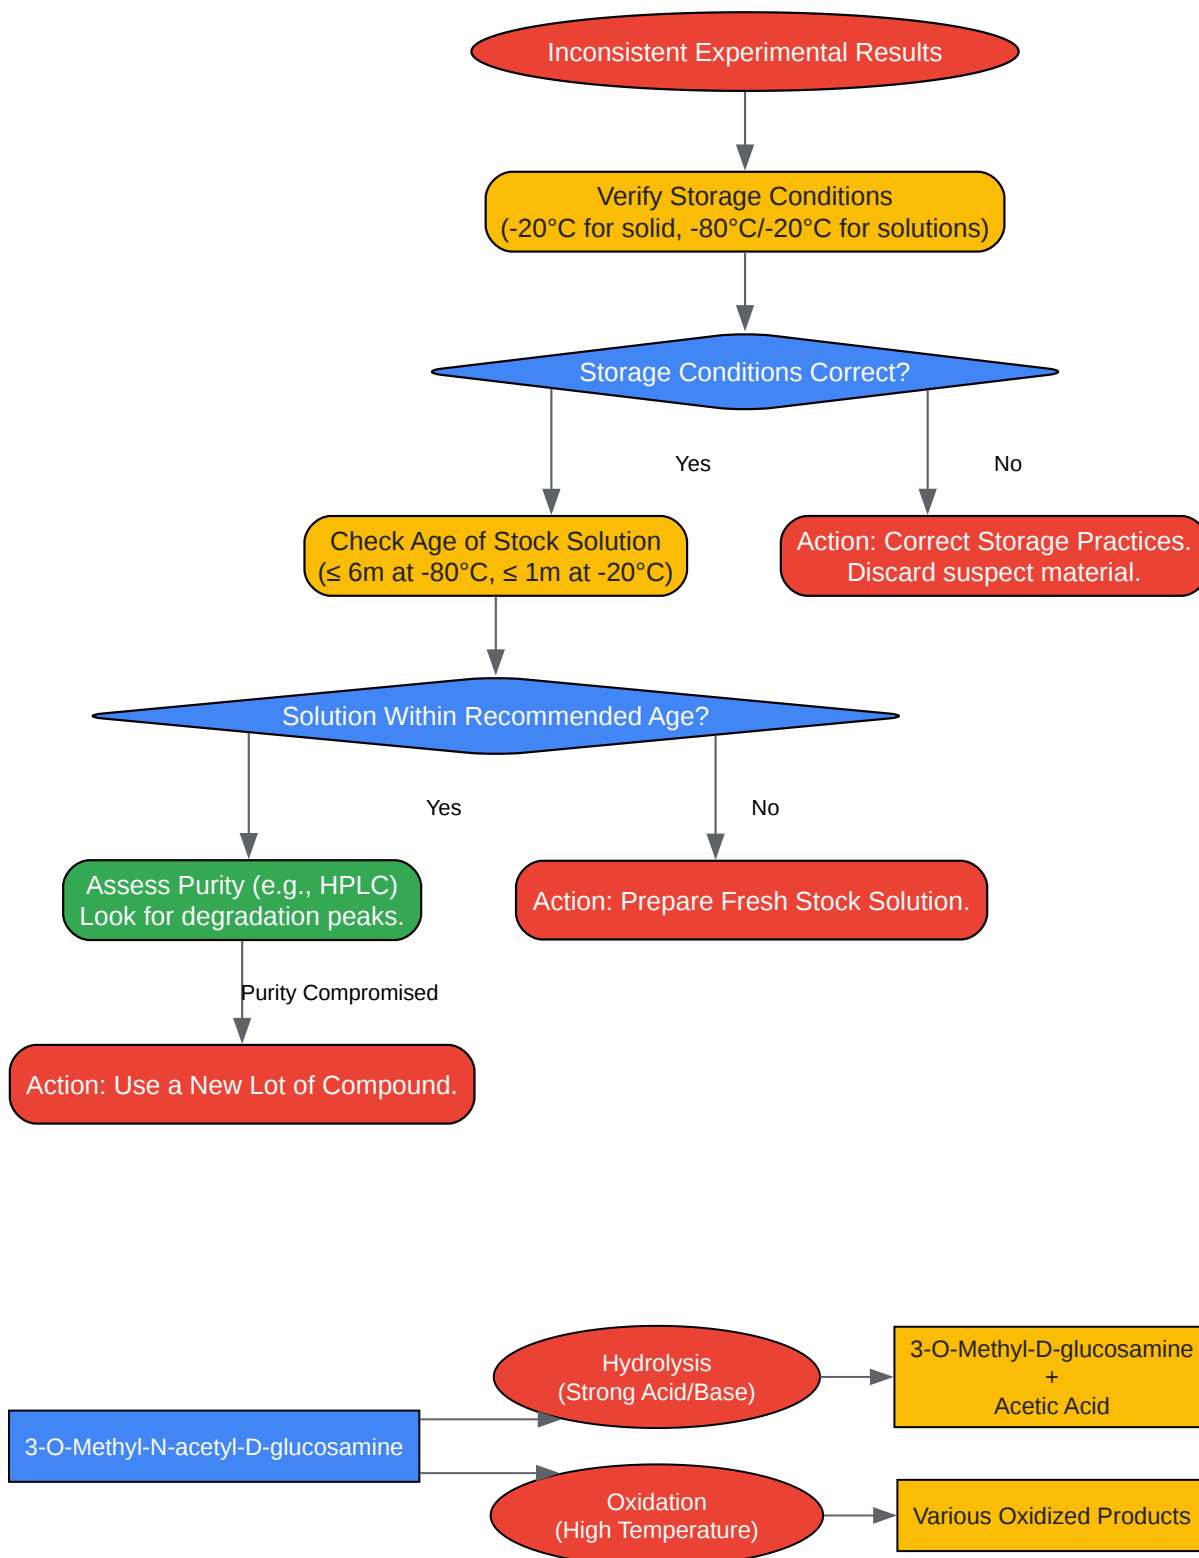 Inconsistent Experimental Results
Verify Storage Conditions
(-20°C for solid, -80°C/-20°C for solutions)
Storage Conditions Correct?
Yes
No
Check Age of Stock Solution
(≤ 6m at -80°C, ≤ 1m at -20°C)
Action: Correct Storage Practices.
Discard suspect material.
Solution Within Recommended Age?
Yes
No
Assess Purity (e.g., HPLC)
Look for degradation peaks.
Action: Prepare Fresh Stock Solution.
Purity Compromised
Action: Use a New Lot of Compound.
Hydrolysis
(Strong Acid/Base)
3-O-Methyl-D-glucosamine
+
Acetic Acid
3-O-Methyl-N-acetyl-D-glucosamine
Oxidation
(High Temperature)
Various Oxidized Products